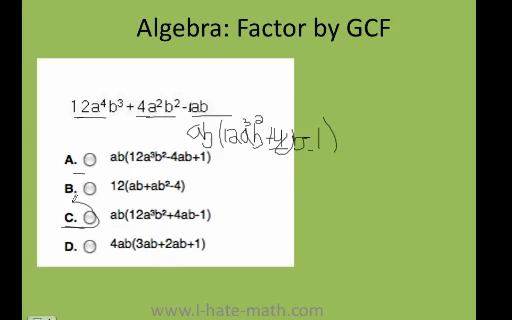 Algebra: Factor by GCF
12a⁴b³ + 4a²b² - 1ab
ab(12a³b² + 4ab - 1)
A. ab(12a³b²-4ab+1)
B. 12(ab+ab²-4)
C. ab(12a³b²+4ab-1)
D. 4ab(3ab+2ab+1)
www.I-hate-math.com